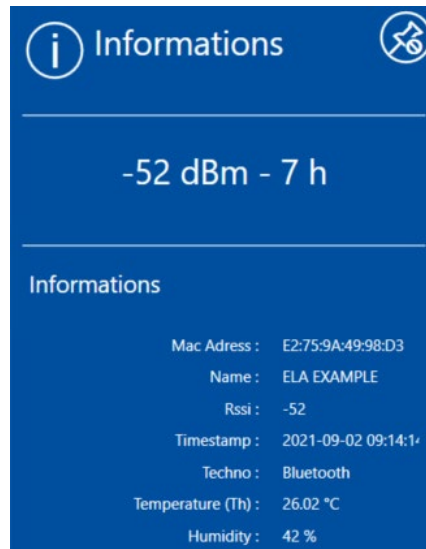 i Informations
-52 dBm - 7 h
Informations
Mac Adress : E2:75:9A:49:98:D3
Name : ELA EXAMPLE
Rssi : -52
Timestamp : 2021-09-02 09:14:14
Techno : Bluetooth
Temperature (Th) : 26.02 °C
Humidity : 42 %